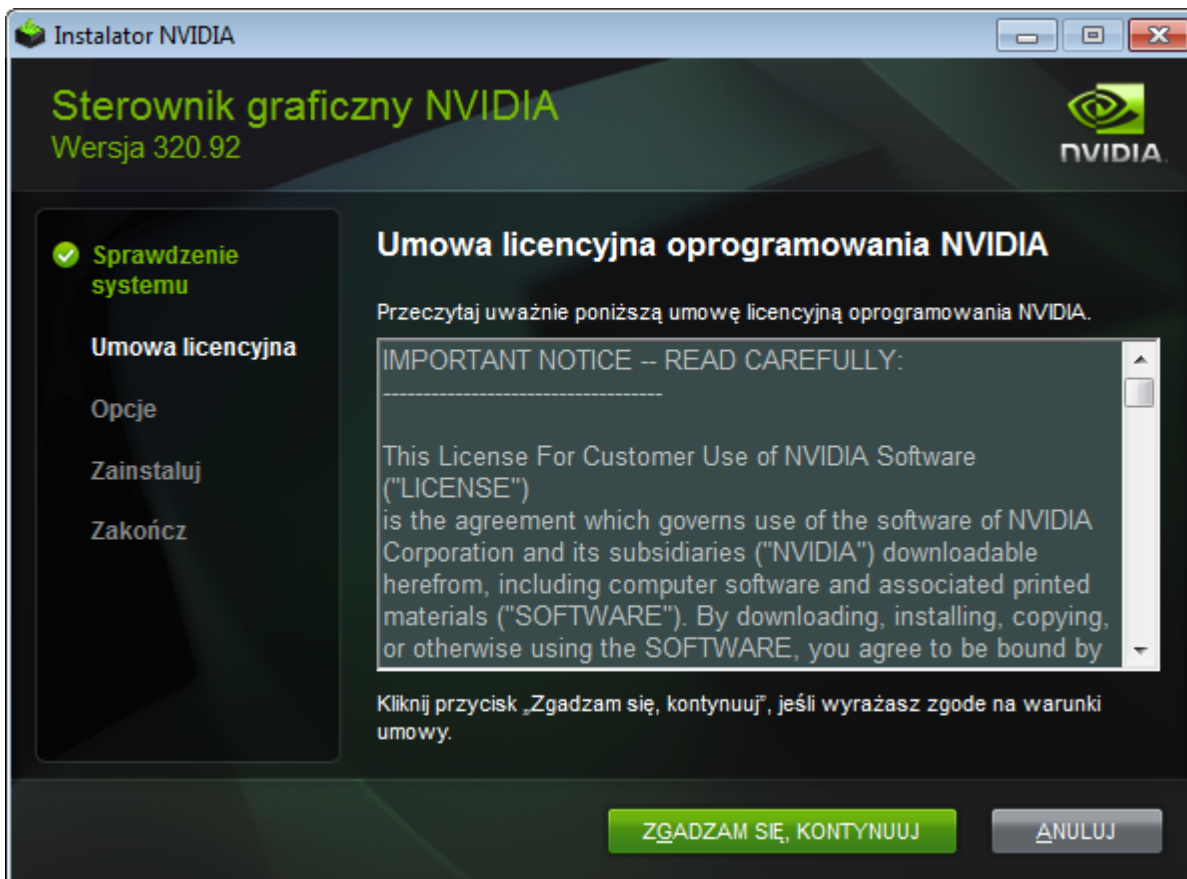 Instalator NVIDIA
Sterownik graficzny NVIDIA
Wersja 320.92
NVIDIA.
Sprawdzenie
systemu
Umowa licencyjna
Opcje
Zainstaluj
Zakończ
Umowa licencyjna oprogramowania NVIDIA
Przeczytaj uważnie poniższą umowę licencyjną oprogramowania NVIDIA.
IMPORTANT NOTICE -- READ CAREFULLY:
----------------------------------
This License For Customer Use of NVIDIA Software
("LICENSE")
is the agreement which governs use of the software of NVIDIA
Corporation and its subsidiaries ("NVIDIA") downloadable
herefrom, including computer software and associated printed
materials ("SOFTWARE"). By downloading, installing, copying,
or otherwise using the SOFTWARE, you agree to be bound by
Kliknij przycisk „Zgadzam się, kontynuuj”, jeśli wyrażasz zgode na warunki
umowy.
ZGADZAM SIĘ, KONTYNUUJ
ANULUJ